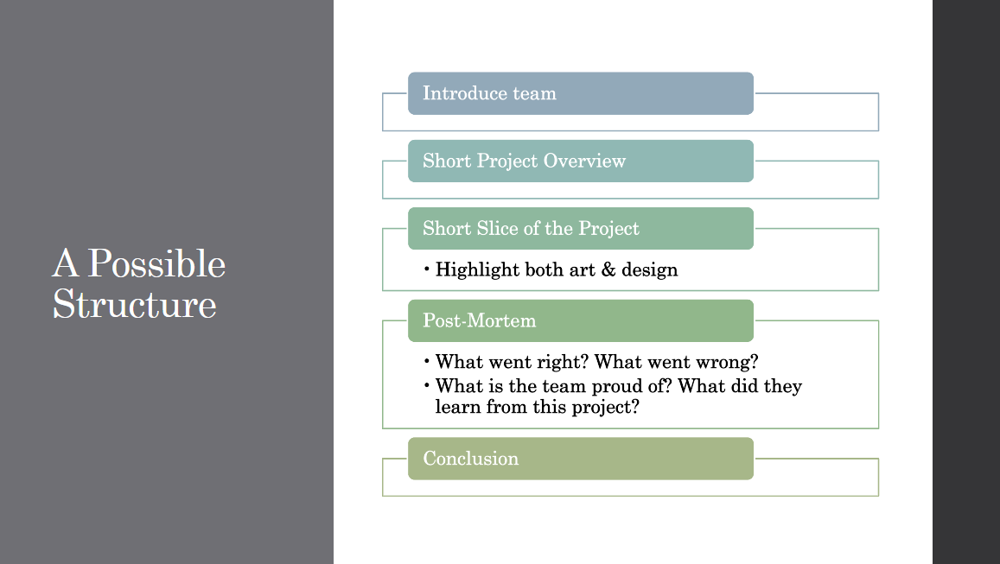 A Possible
Structure
Introduce team
Short Project Overview
Short Slice of the Project
• Highlight both art & design
Post-Mortem
• What went right? What went wrong?
• What is the team proud of? What did they
learn from this project?
Conclusion